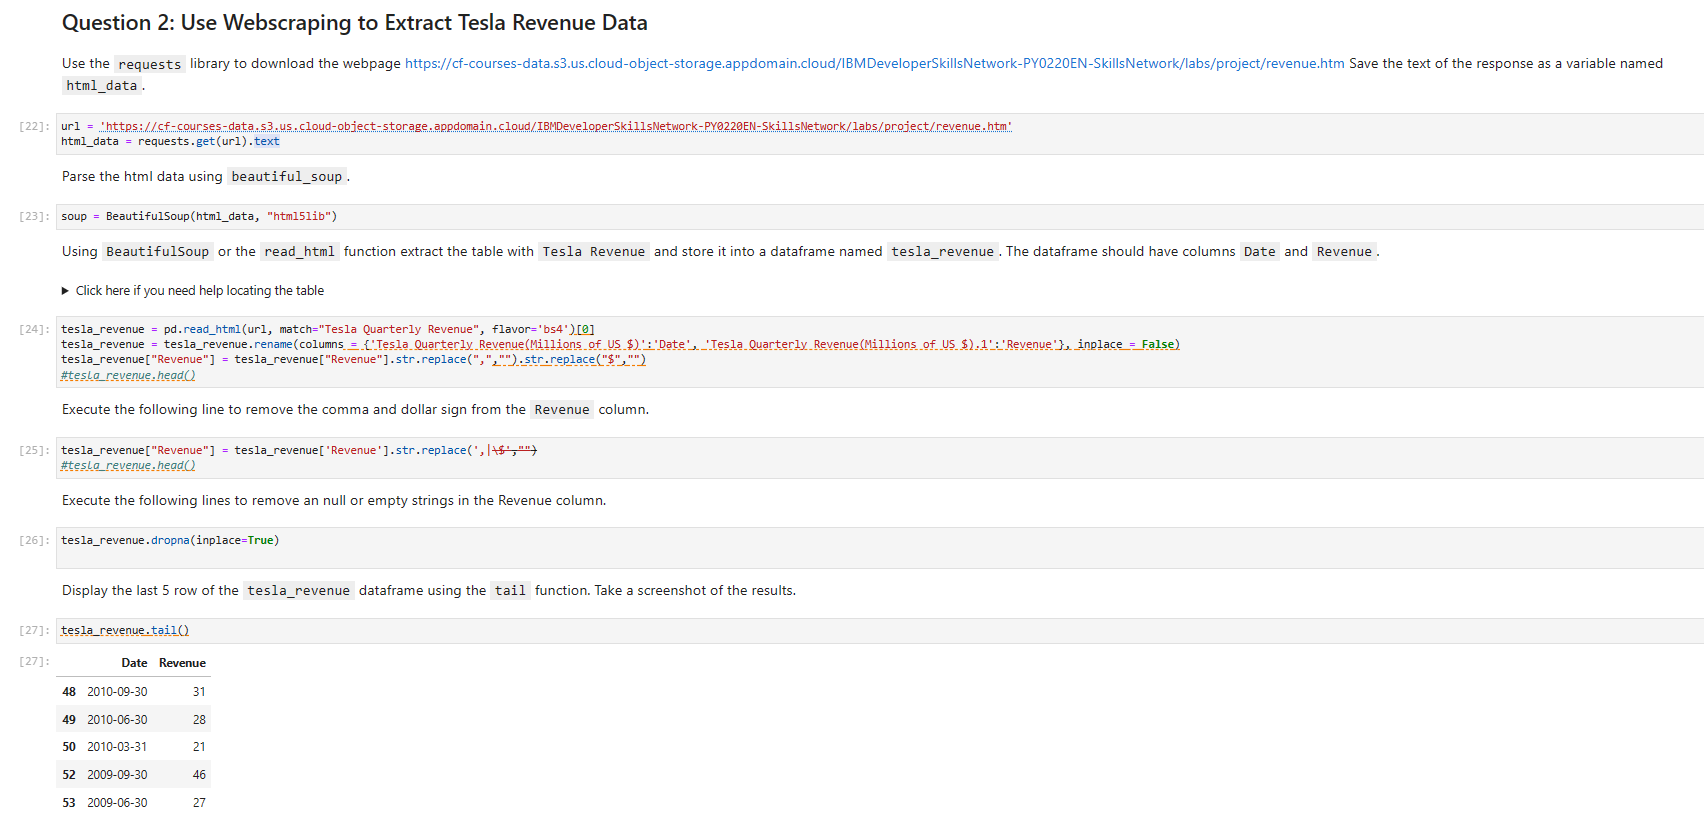 Question 2: Use Webscraping to Extract Tesla Revenue Data
Use the requests library to download the webpage https://cf-courses-data.s3.us.cloud-object-storage.appdomain.cloud/IBMDeveloperSkillsNetwork-PY0220EN-SkillsNetwork/labs/project/revenue.htm Save the text of the response as a variable named
html_data.
[22]: url = 'https://cf-courses-data.s3.us.cloud-object-storage.appdomain.cloud/IBMDeveloperSkillsNetwork-PY0220EN-SkillsNetwork/labs/project/revenue.htm'
html_data = requests.get(url).text
Parse the html data using beautiful_soup.
[23]: soup = BeautifulSoup(html_data, "html5lib")
Using BeautifulSoup or the read_html function extract the table with Tesla Revenue and store it into a dataframe named tesla_revenue. The dataframe should have columns Date and Revenue.
▶ Click here if you need help locating the table
[24]: tesla_revenue = pd.read_html(url, match="Tesla Quarterly Revenue", flavor='bs4')[0]
tesla_revenue = tesla_revenue.rename(columns = {'Tesla Quarterly Revenue(Millions of US $)':'Date', 'Tesla Quarterly Revenue(Millions of US $).1':'Revenue'}, inplace = False)
tesla_revenue["Revenue"] = tesla_revenue["Revenue"].str.replace(",","").str.replace("$","")
#tesla_revenue.head()
Execute the following line to remove the comma and dollar sign from the Revenue column.
[25]: tesla_revenue["Revenue"] = tesla_revenue['Revenue'].str.replace(',|\$',"")
#tesla_revenue.head()
Execute the following lines to remove an null or empty strings in the Revenue column.
[26]: tesla_revenue.dropna(inplace=True)
Display the last 5 row of the tesla_revenue dataframe using the tail function. Take a screenshot of the results.
[27]: tesla_revenue.tail()
[27]: Date Revenue
48 2010-09-30 31
49 2010-06-30 28
50 2010-03-31 21
52 2009-09-30 46
53 2009-06-30 27